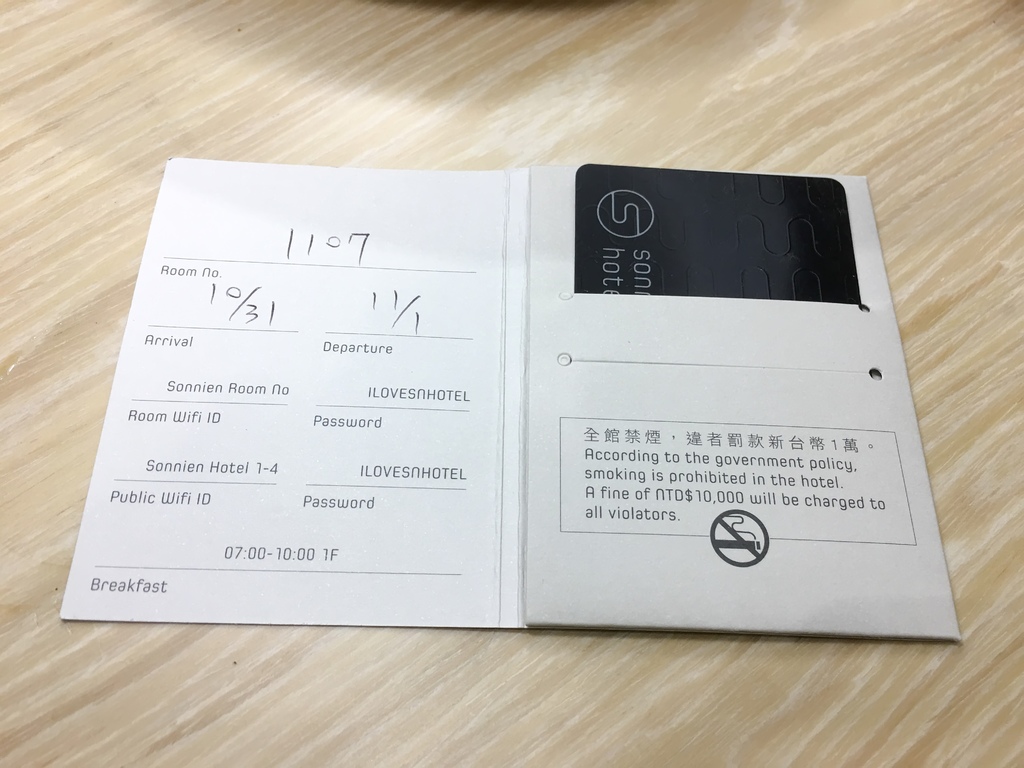 1107
Room No.
10/31 11/1
Arrival Departure
Sonnien Room No ILOVESNHOTEL
Room Wifi ID Password
Sonnien Hotel 1-4 ILOVESNHOTEL
Public Wifi ID Password
07:00-10:00 1F
Breakfast
全館禁煙，違者罰款新台幣1萬。
According to the government policy,
smoking is prohibited in the hotel.
A fine of NTD$10,000 will be charged to
all violators.